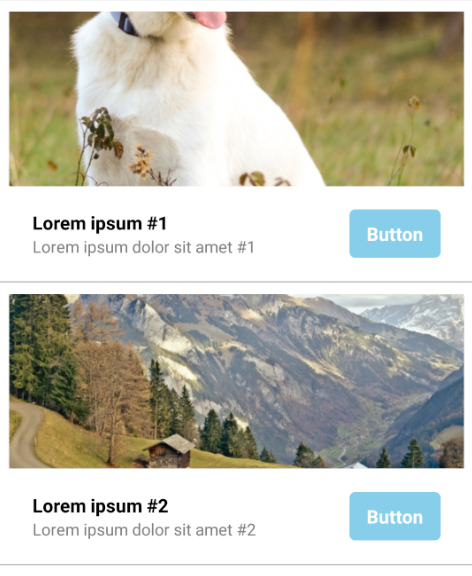 Lorem ipsum #1
Lorem ipsum dolor sit amet #1
Button
Lorem ipsum #2
Lorem ipsum dolor sit amet #2
Button